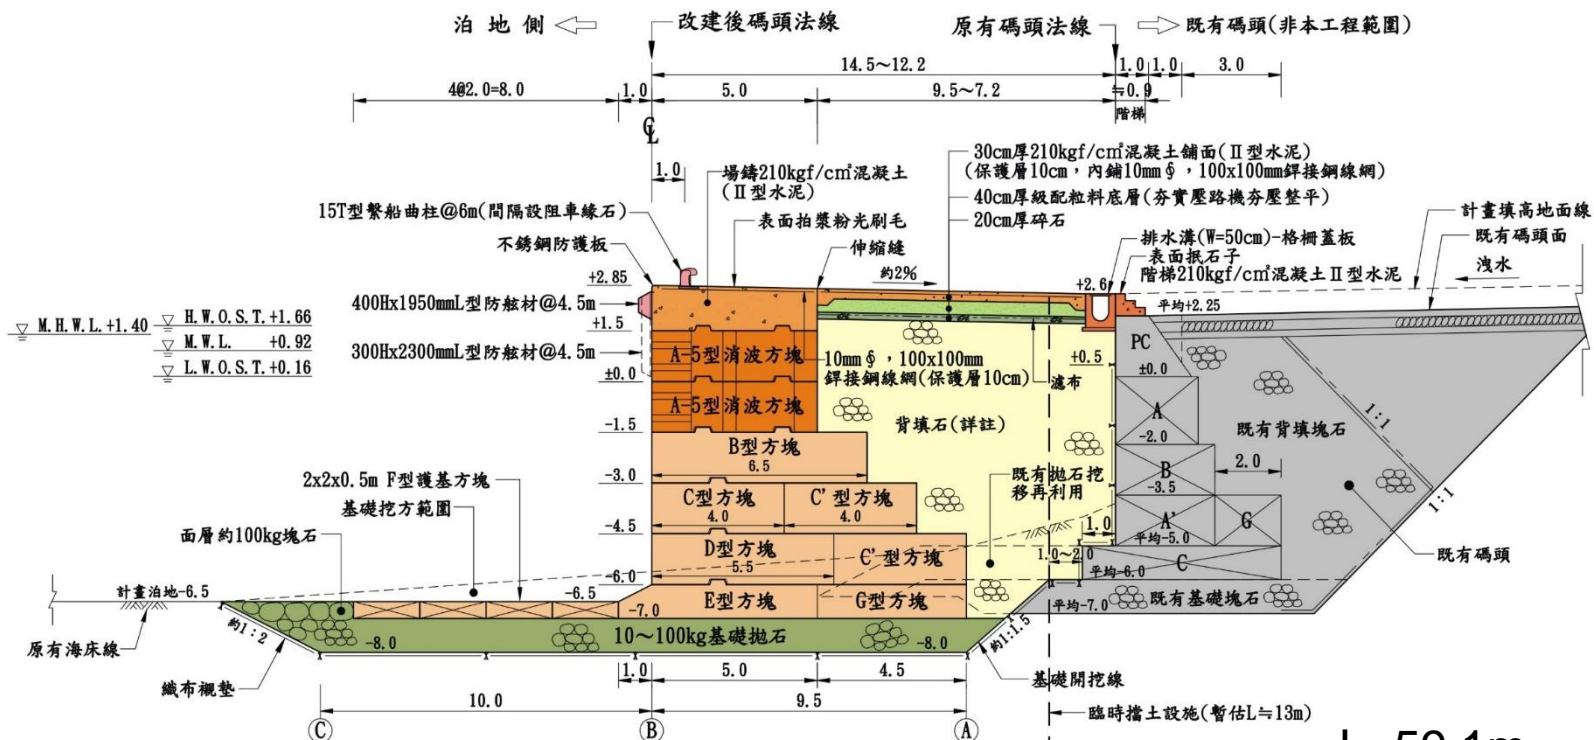 泊地側
改建後碼頭法線
原有碼頭法線
既有碼頭(非本工程範圍)
14.5～12.2
1.0
1.0
3.0
4@2.0=8.0
1.0
5.0
9.5～7.2
≒0.9
階梯
℄
1.0
場鑄210kgf/c㎡混凝土
(Ⅱ型水泥)
30cm厚210kgf/c㎡混凝土舖面(Ⅱ型水泥)
(保護層10cm，內鋪10mm∮，100x100mm銲接鋼線網)
40cm厚級配粒料底層(夯實壓路機夯壓整平)
20cm厚碎石
15T型繫船曲柱@6m(間隔設阻車緣石)
表面拍漿粉光刷毛
計畫填高地面線
不銹鋼防護板
伸縮縫
排水溝(W=50cm)-格柵蓋板
既有碼頭面
表面抿石子
階梯210kgf/c㎡混凝土Ⅱ型水泥
洩水
+2.85
約2%
+2.6
平均+2.25
400Hx1950mmL型防舷材@4.5m
M.H.W.L.+1.40
H.W.O.S.T.+1.66
+1.5
M.W.L. +0.92
300Hx2300mmL型防舷材@4.5m
A-5型消波方塊
10mm∮，100x100mm
銲接鋼線網(保護層10cm)
+0.5
PC
L.W.O.S.T.+0.16
±0.0
濾布
±0.0
A-5型消波方塊
背填石(詳註)
A
既有背填塊石
1:1
-1.5
-2.0
B型方塊
6.5
B
2.0
-3.0
2x2x0.5m F型護基方塊
既有拋石挖
移再利用
-3.5
C型方塊
4.0
C'型方塊
4.0
1:1
基礎挖方範圍
A'
G
-4.5
1.0
面層約100kg塊石
平均-5.0
D型方塊
5.5
C'型方塊
1.0～2.0
C
既有碼頭
-6.0
平均-6.0
計畫泊地-6.5
-6.5
E型方塊
G型方塊
-7.0
平均-7.0
既有基礎塊石
約1:2
-8.0
10～100kg基礎拋石
-8.0
約1:1.5
原有海床線
織布襯墊
1.0
5.0
4.5
基礎開挖線
10.0
9.5
臨時擋土設施(暫估L≒13m)
C
B
A